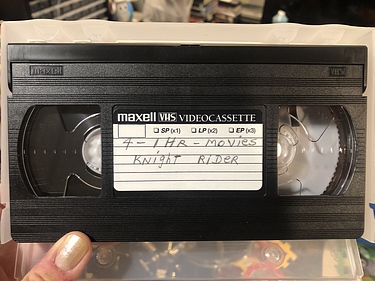 maxell
VHS
maxell VHS VIDEOCASSETTE
SP (x1) LP (x2) EP (x3)
4 - 1 HR - MOVIES
KNIGHT RIDER